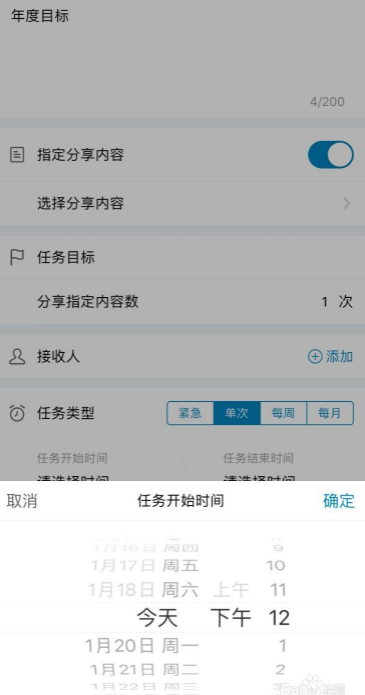 年度目标
4/200
指定分享内容
选择分享内容
任务目标
分享指定内容数 1 次
接收人 添加
任务类型 紧急 单次 每周 每月
任务开始时间 任务结束时间
请选择时间 请选择时间
取消 任务开始时间 确定
1月16日 周四 9
1月17日 周五 10
1月18日 周六 上午 11
今天 下午 12
1月20日 周一 1
1月21日 周二 2
1月22日 周三 3